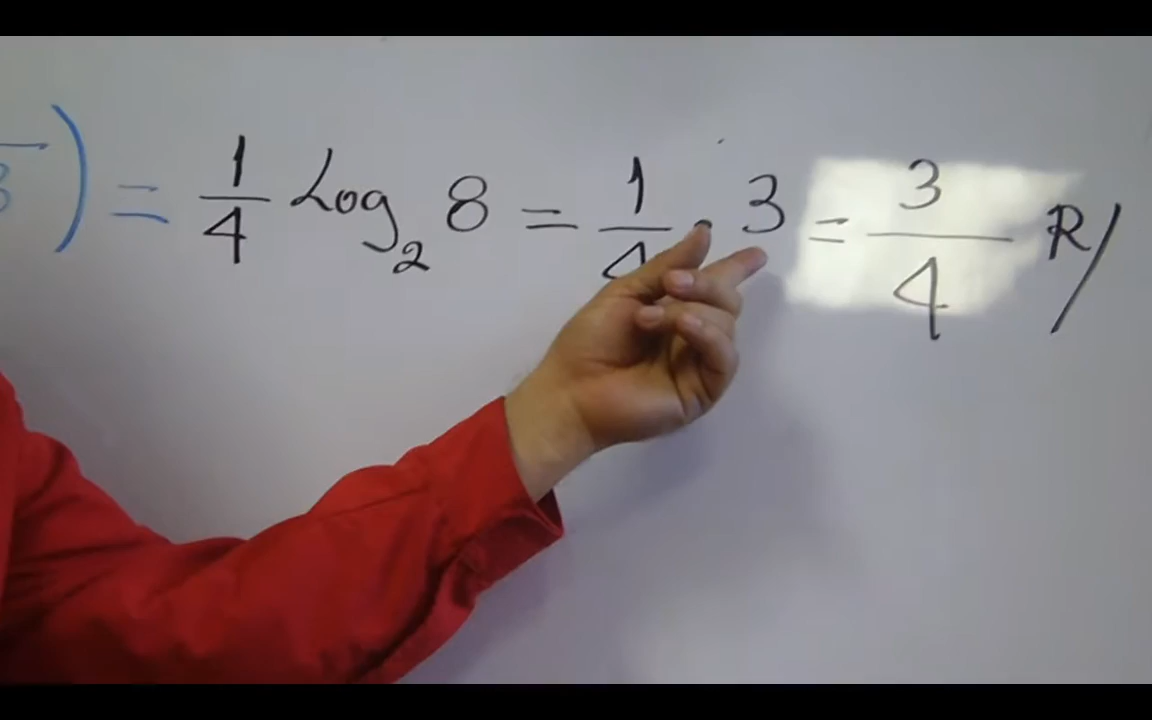 ) = 1/4 Log₂ 8 = 1/4 · 3 = 3/4 R/